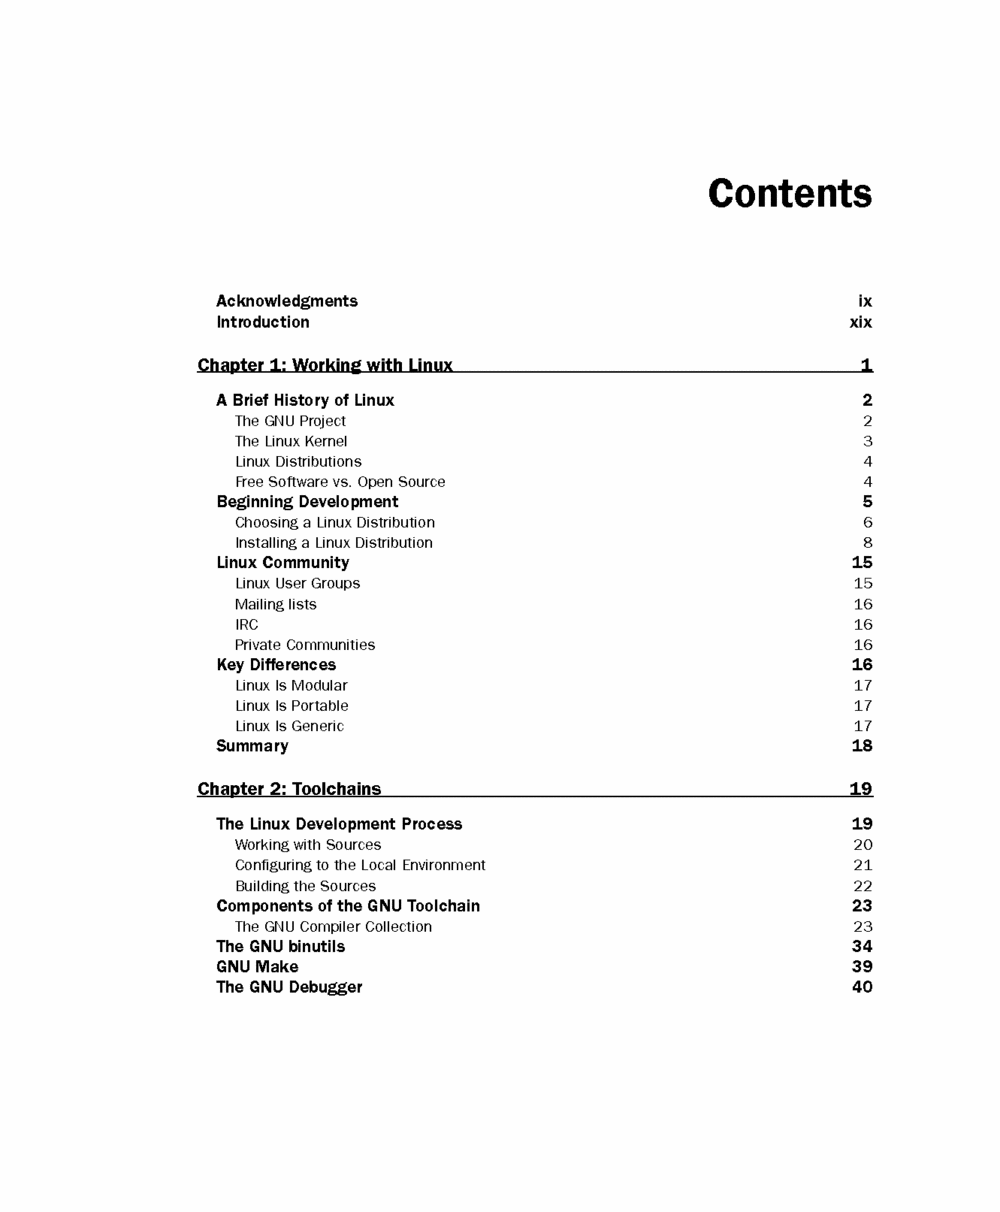 Contents
Acknowledgments ix
Introduction xix
Chapter 1: Working with Linux 1
A Brief History of Linux 2
The GNU Project 2
The Linux Kernel 3
Linux Distributions 4
Free Software vs. Open Source 4
Beginning Development 5
Choosing a Linux Distribution 6
Installing a Linux Distribution 8
Linux Community 15
Linux User Groups 15
Mailing lists 16
IRC 16
Private Communities 16
Key Differences 16
Linux Is Modular 17
Linux Is Portable 17
Linux Is Generic 17
Summary 18
Chapter 2: Toolchains 19
The Linux Development Process 19
Working with Sources 20
Configuring to the Local Environment 21
Building the Sources 22
Components of the GNU Toolchain 23
The GNU Compiler Collection 23
The GNU binutils 34
GNU Make 39
The GNU Debugger 40